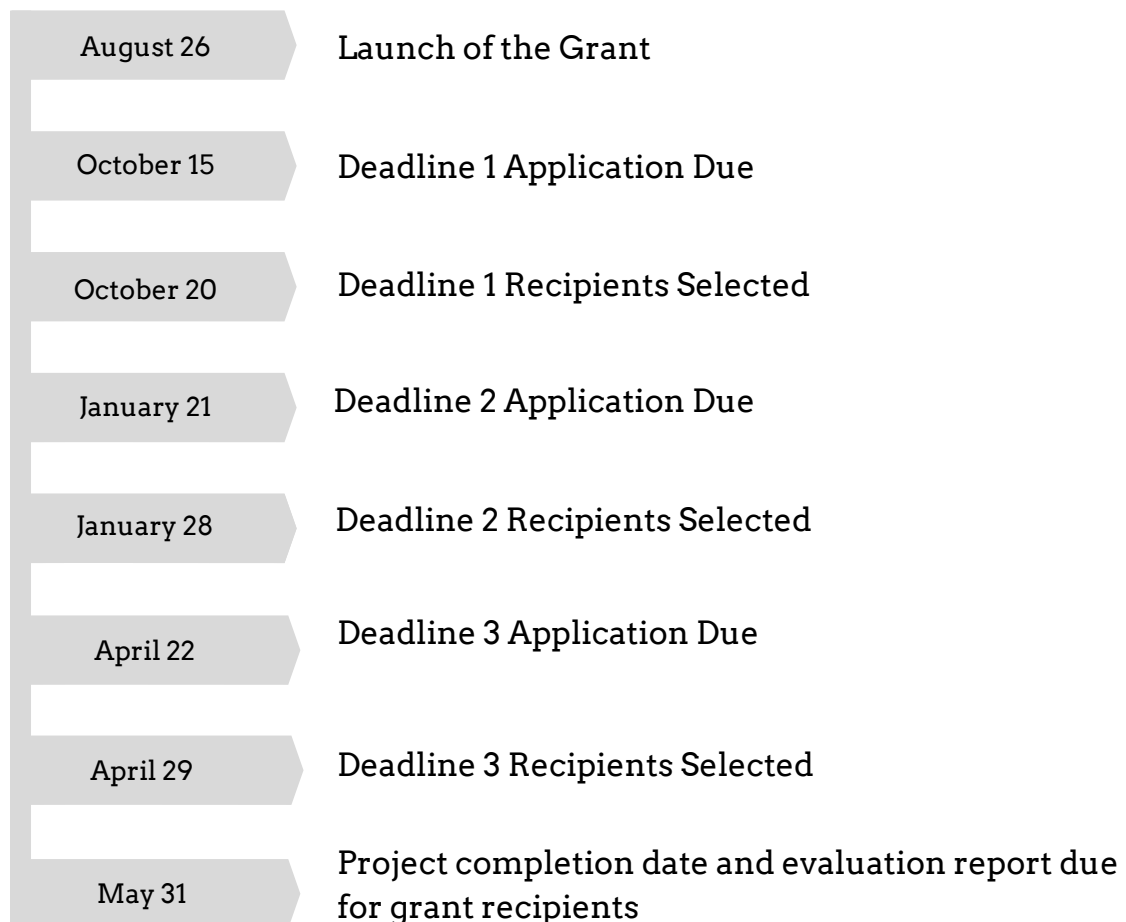 August 26
Launch of the Grant
October 15
Deadline 1 Application Due
October 20
Deadline 1 Recipients Selected
January 21
Deadline 2 Application Due
January 28
Deadline 2 Recipients Selected
April 22
Deadline 3 Application Due
April 29
Deadline 3 Recipients Selected
May 31
Project completion date and evaluation report due
for grant recipients